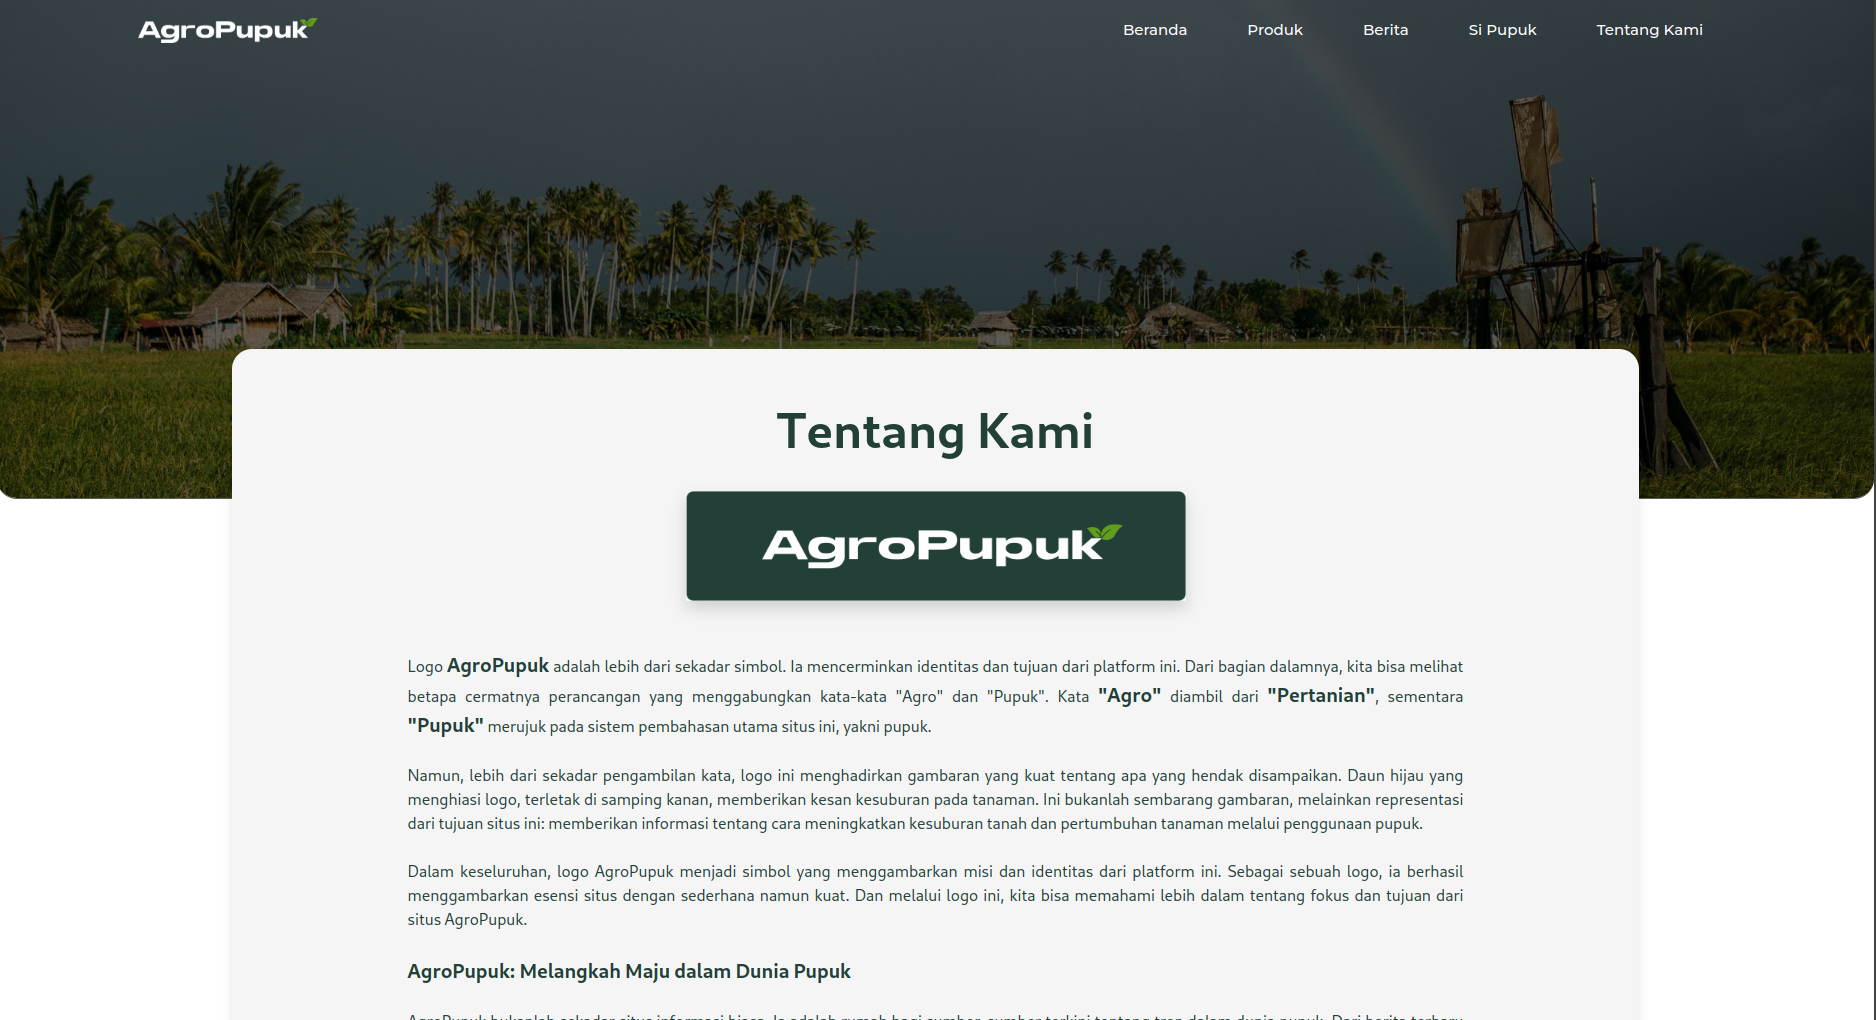 AgroPupuk
Beranda Produk Berita Si Pupuk Tentang Kami
Tentang Kami
AgroPupuk
Logo AgroPupuk adalah lebih dari sekadar simbol. Ia mencerminkan identitas dan tujuan dari platform ini. Dari bagian dalamnya, kita bisa melihat
betapa cermatnya perancangan yang menggabungkan kata-kata "Agro" dan "Pupuk". Kata "Agro" diambil dari "Pertanian", sementara
"Pupuk" merujuk pada sistem pembahasan utama situs ini, yakni pupuk.
Namun, lebih dari sekadar pengambilan kata, logo ini menghadirkan gambaran yang kuat tentang apa yang hendak disampaikan. Daun hijau yang
menghiasi logo, terletak di samping kanan, memberikan kesan kesuburan pada tanaman. Ini bukanlah sembarang gambaran, melainkan representasi
dari tujuan situs ini: memberikan informasi tentang cara meningkatkan kesuburan tanah dan pertumbuhan tanaman melalui penggunaan pupuk.
Dalam keseluruhan, logo AgroPupuk menjadi simbol yang menggambarkan misi dan identitas dari platform ini. Sebagai sebuah logo, ia berhasil
menggambarkan esensi situs dengan sederhana namun kuat. Dan melalui logo ini, kita bisa memahami lebih dalam tentang fokus dan tujuan dari
situs AgroPupuk.
AgroPupuk: Melangkah Maju dalam Dunia Pupuk